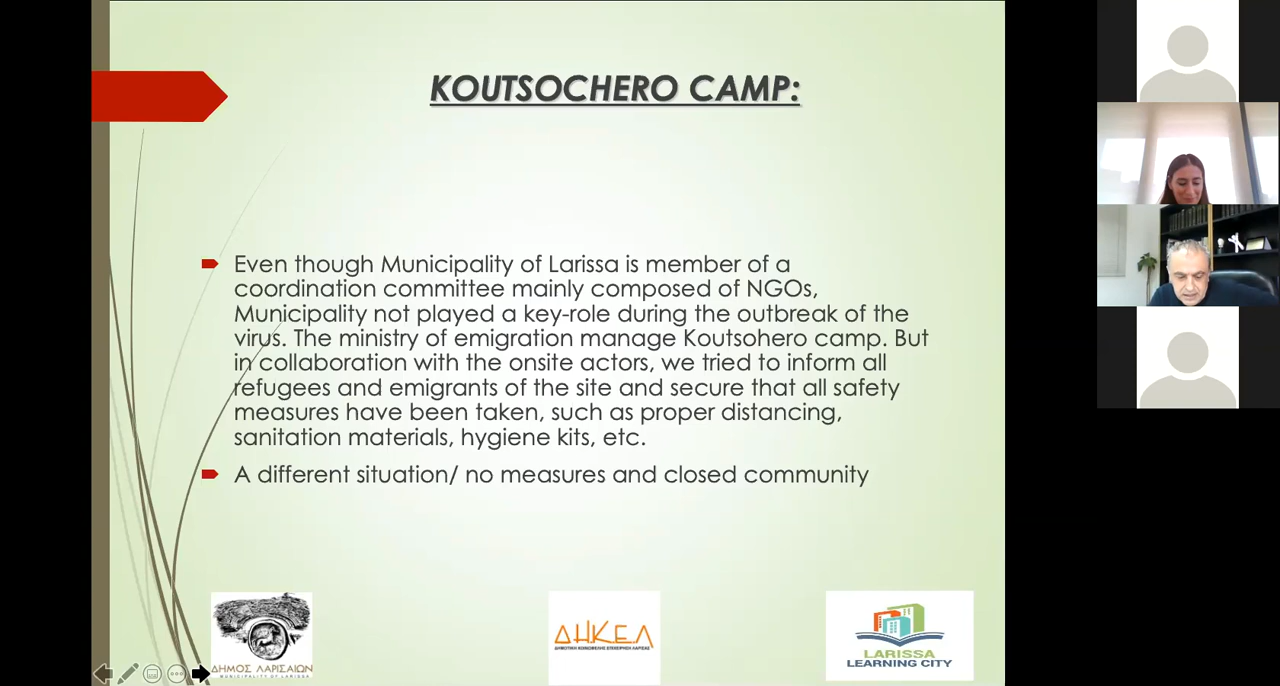 KOUTSOCHERO CAMP:
Even though Municipality of Larissa is member of a
coordination committee mainly composed of NGOs,
Municipality not played a key-role during the outbreak of the
virus. The ministry of emigration manage Koutsohero camp. But
in collaboration with the onsite actors, we tried to inform all
refugees and emigrants of the site and secure that all safety
measures have been taken, such as proper distancing,
sanitation materials, hygiene kits, etc.
A different situation/ no measures and closed community
ΔΗΜΟΣ ΛΑΡΙΣΑΙΩΝ
MUNICIPALITY OF LARISSA
Δ.Η.Κ.Ε.Λ
ΔΗΜΟΤΙΚΗ ΚΟΙΝΩΦΕΛΗΣ ΕΠΙΧΕΙΡΗΣΗ ΛΑΡΙΣΑΣ
LARISSA
LEARNING CITY